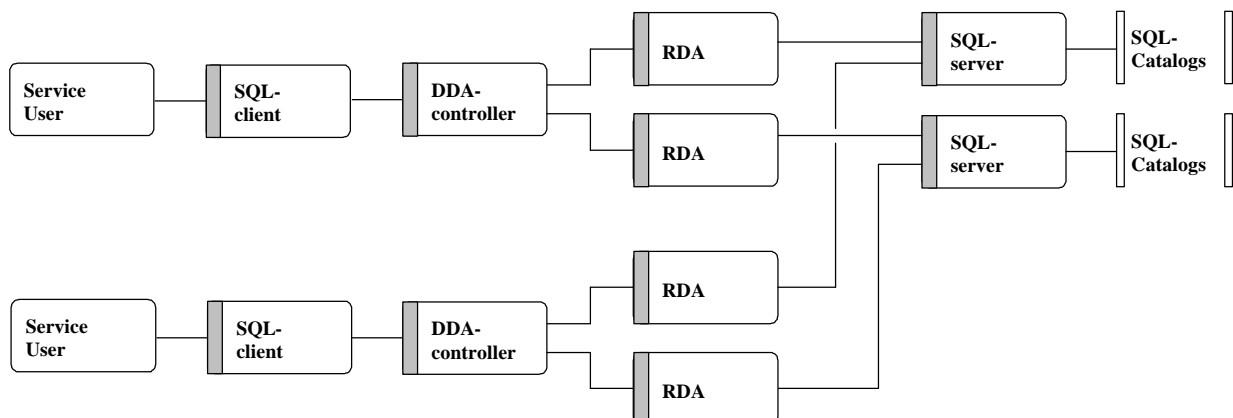 Service
User
SQL-
client
DDA-
controller
RDA
RDA
SQL-
server
SQL-
Catalogs
SQL-
server
SQL-
Catalogs
Service
User
SQL-
client
DDA-
controller
RDA
RDA